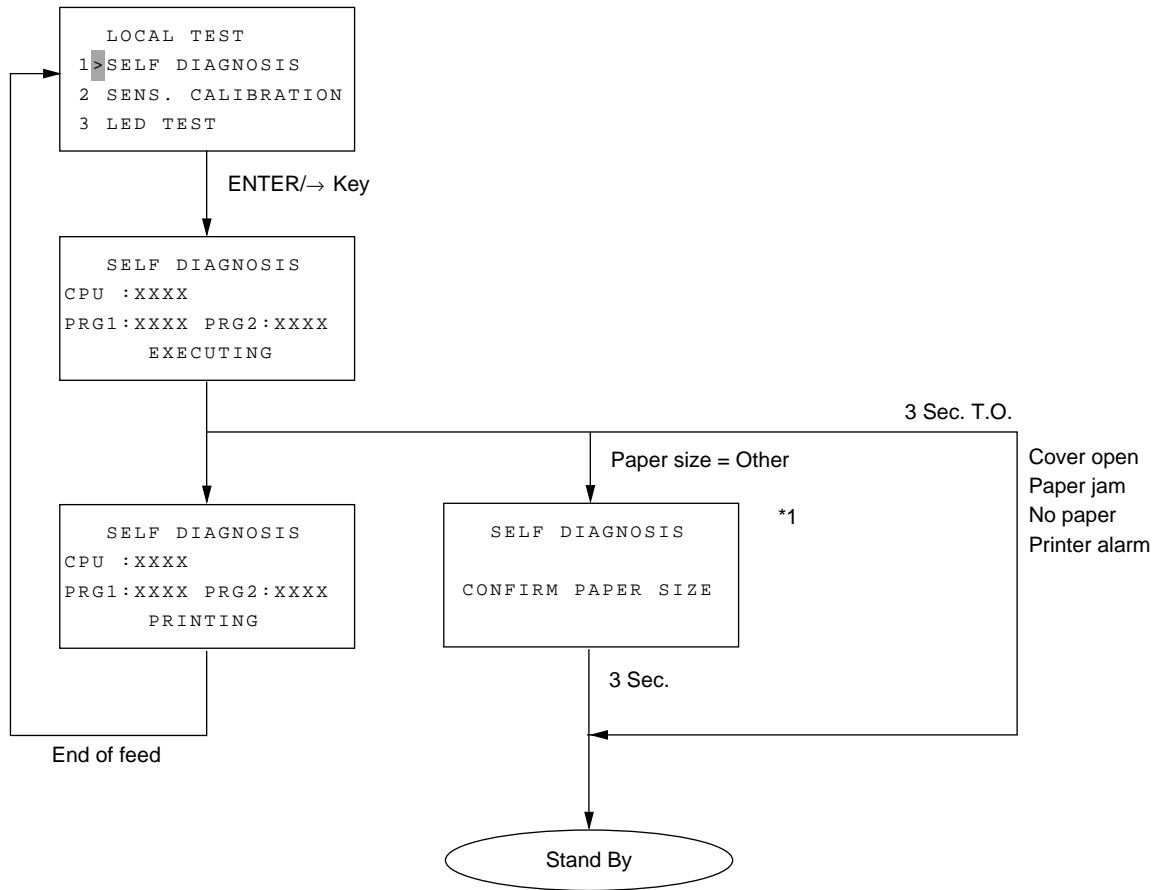 LOCAL TEST
1>SELF DIAGNOSIS
2 SENS. CALIBRATION
3 LED TEST
ENTER/→ Key
SELF DIAGNOSIS
CPU :XXXX
PRG1:XXXX PRG2:XXXX
EXECUTING
3 Sec. T.O.
Paper size = Other
Cover open
Paper jam
No paper
Printer alarm
SELF DIAGNOSIS
CPU :XXXX
PRG1:XXXX PRG2:XXXX
PRINTING
SELF DIAGNOSIS
CONFIRM PAPER SIZE
*1
3 Sec.
End of feed
Stand By